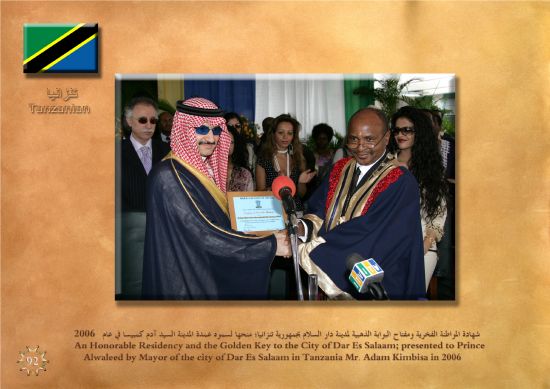 تنزانيا
Tanzanian
شهادة المواطنة الفخرية ومفتاح البوابة الذهبية لمدينة دار السلام بجمهورية تنزانيا؛ منحها لسموه عمدة المدينة السيد آدم كمبيسا في عام 2006
An Honorable Residency and the Golden Key to the City of Dar Es Salaam; presented to Prince
Alwaleed by Mayor of the city of Dar Es Salaam in Tanzania Mr. Adam Kimbisa in 2006
92